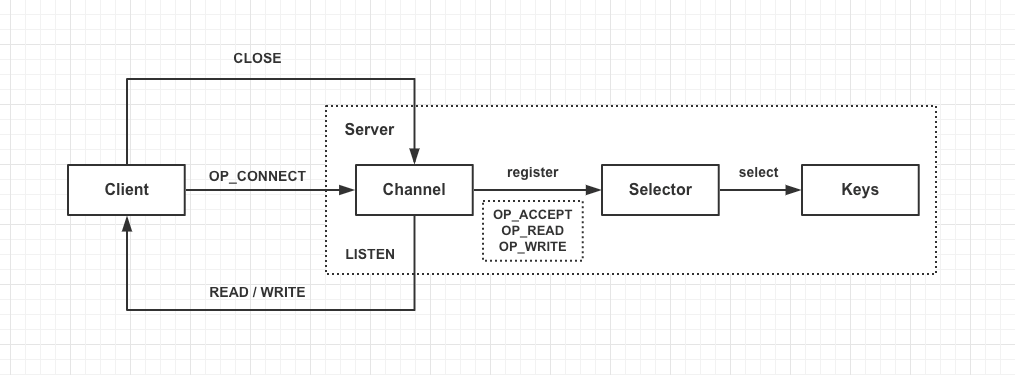 CLOSE
Server
Client
OP_CONNECT
Channel
register
Selector
select
Keys
OP_ACCEPT
OP_READ
OP_WRITE
LISTEN
READ / WRITE